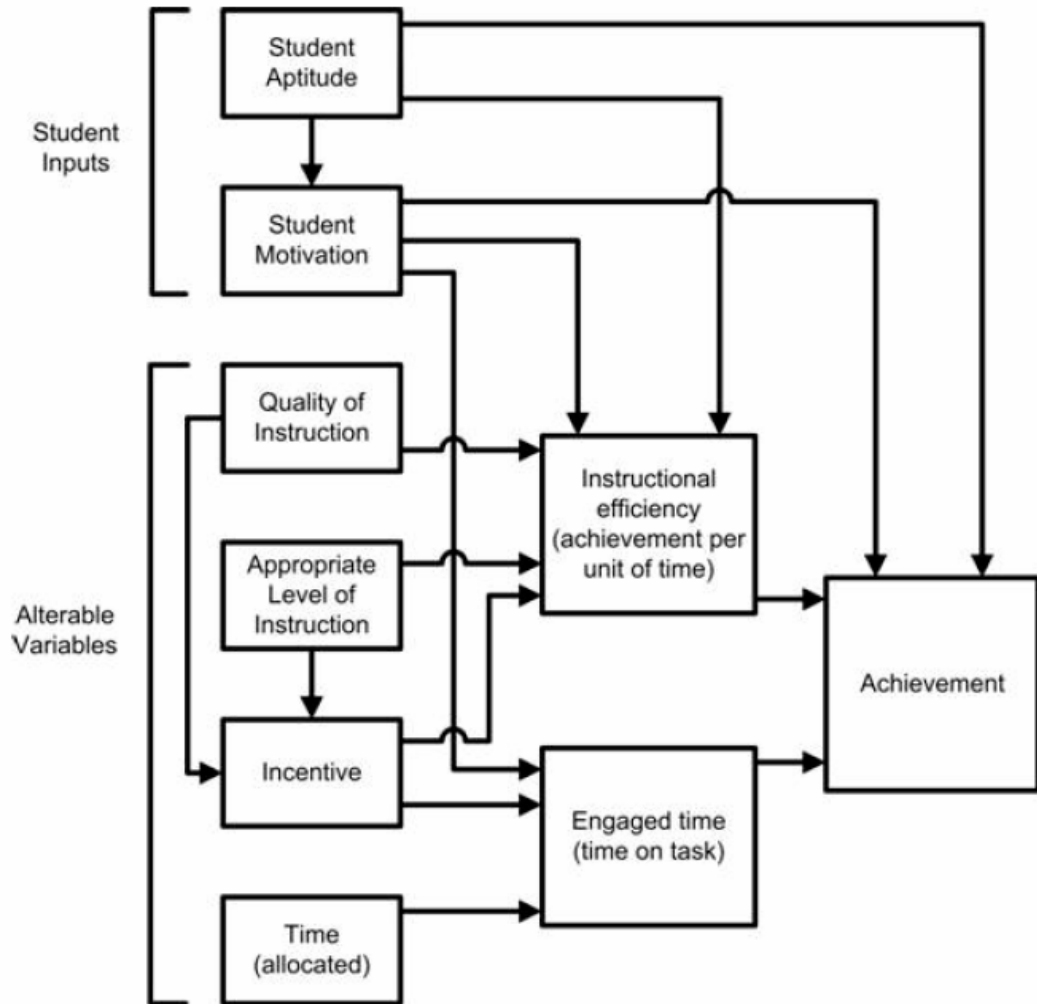 Student
Aptitude
Student
Inputs
Student
Motivation
Quality of
Instruction
Instructional
efficiency
(achievement per
unit of time)
Appropriate
Level of
Instruction
Alterable
Variables
Achievement
Incentive
Engaged time
(time on task)
Time
(allocated)